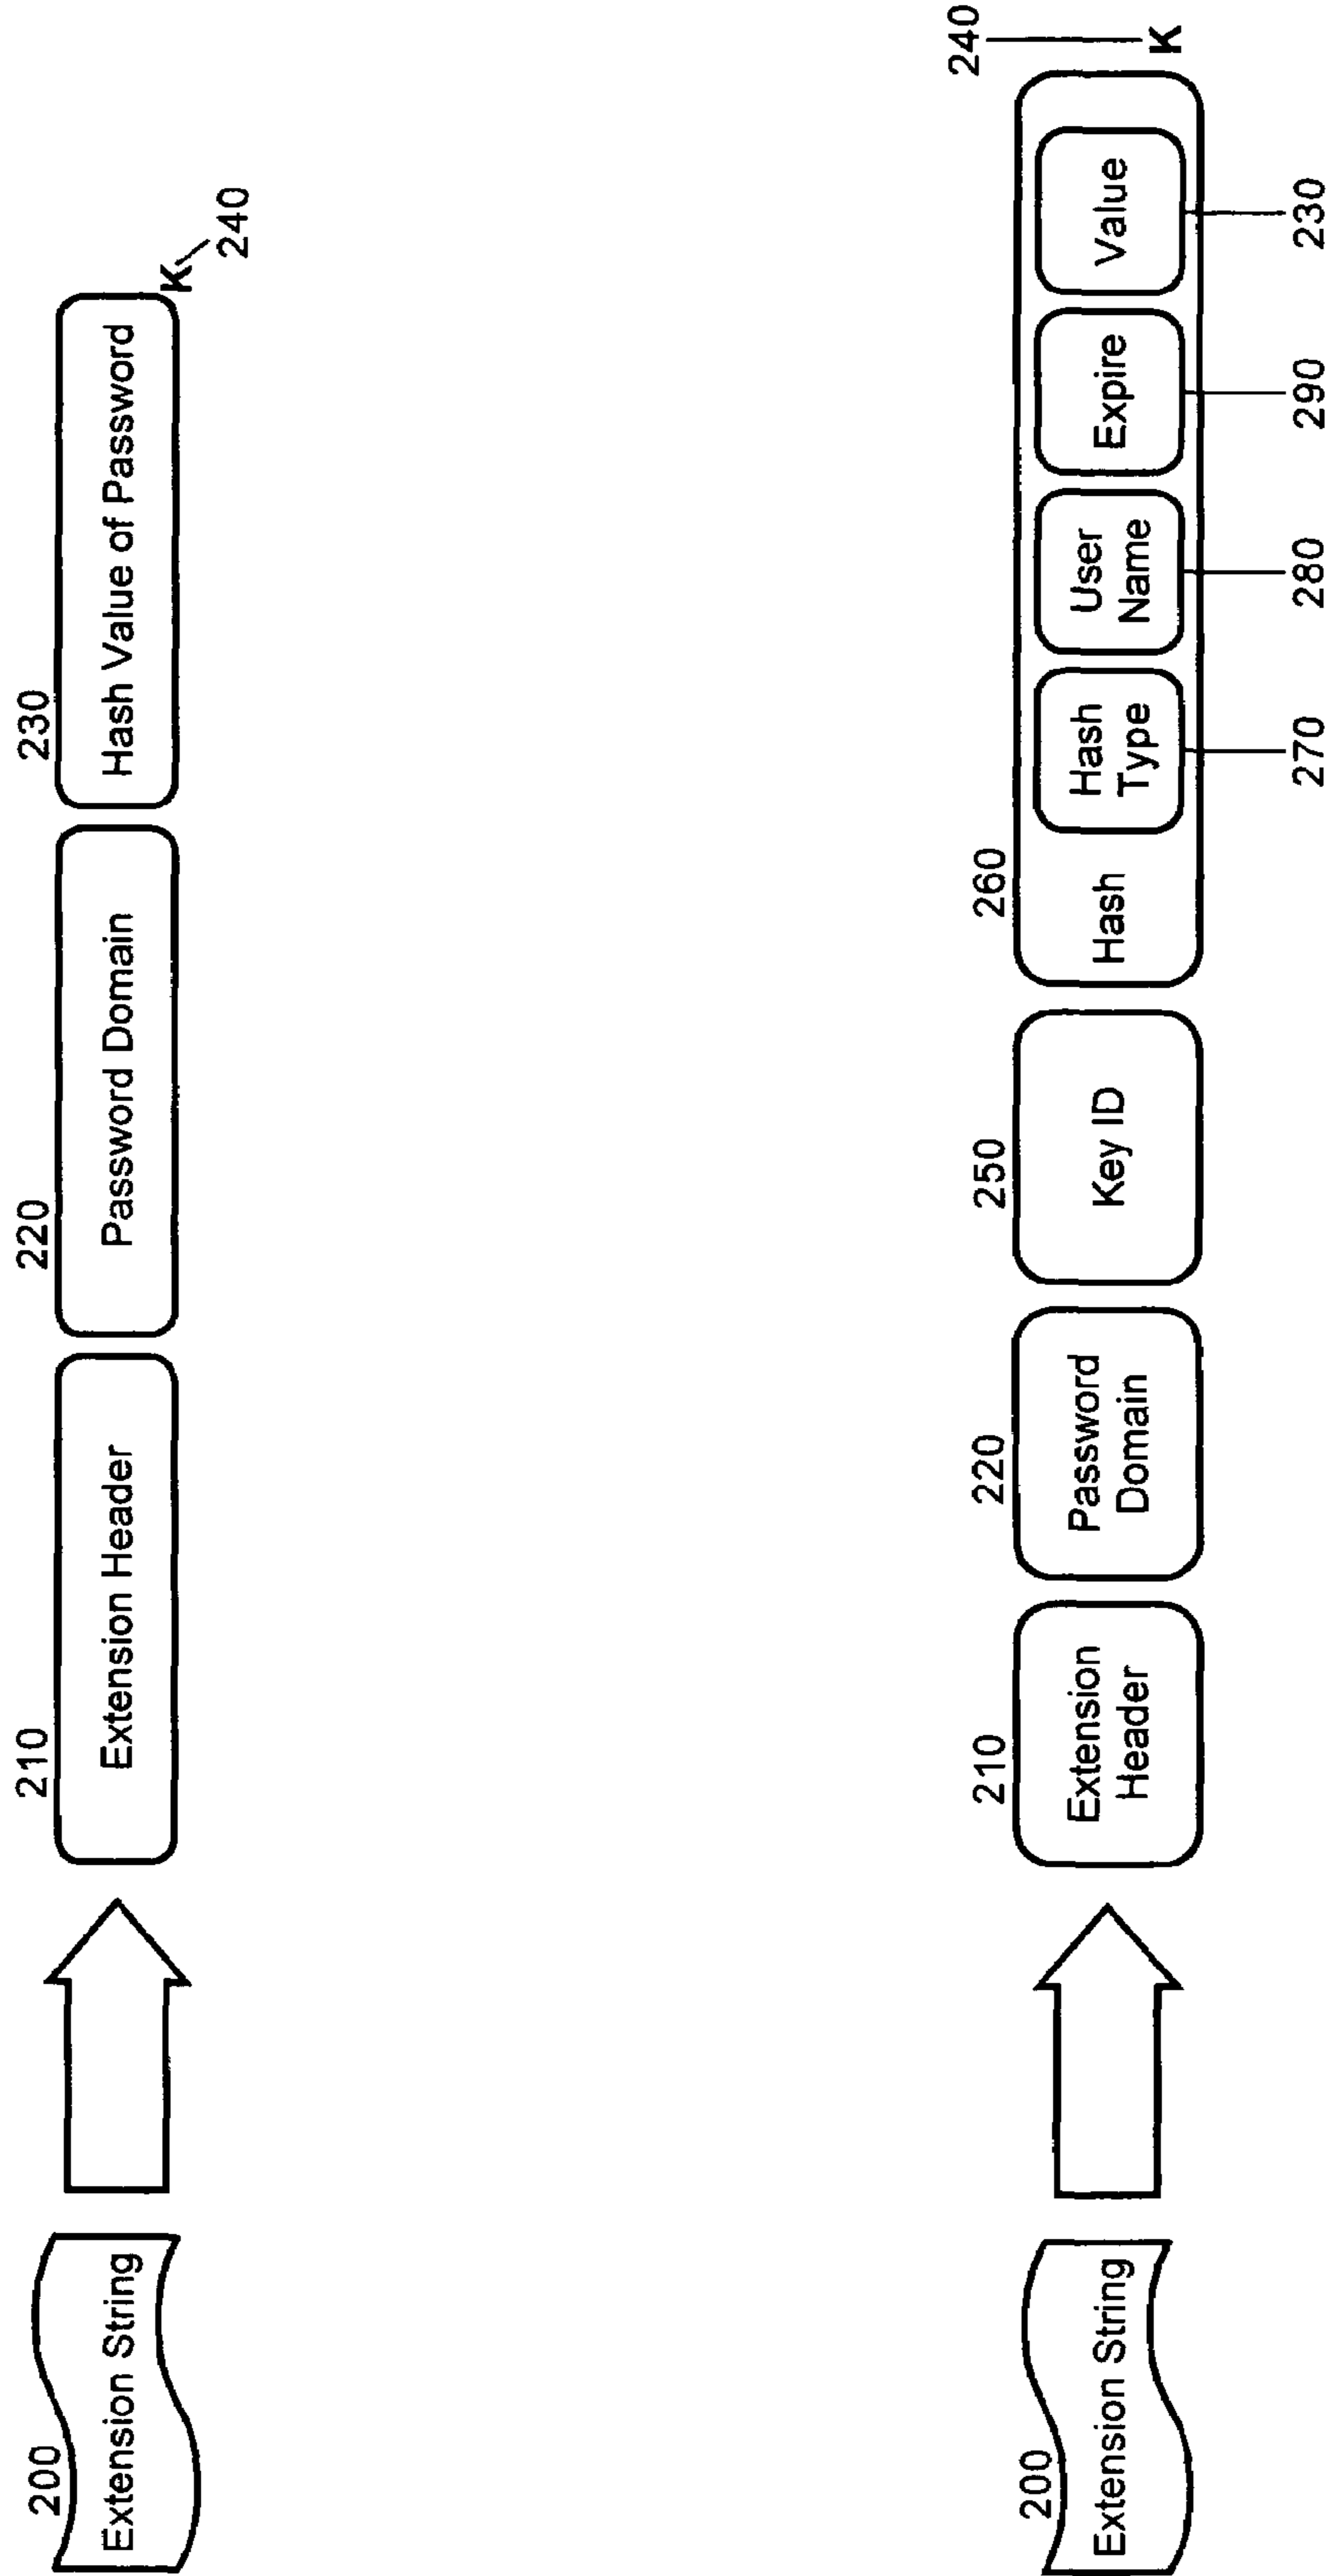 200
Extension String
210
Extension Header
220
Password Domain
230
Hash Value of Password
K
240
200
Extension String
210
Extension
Header
220
Password
Domain
250
Key ID
260
Hash
Hash
Type
270
User
Name
280
Expire
290
Value
230
240
K